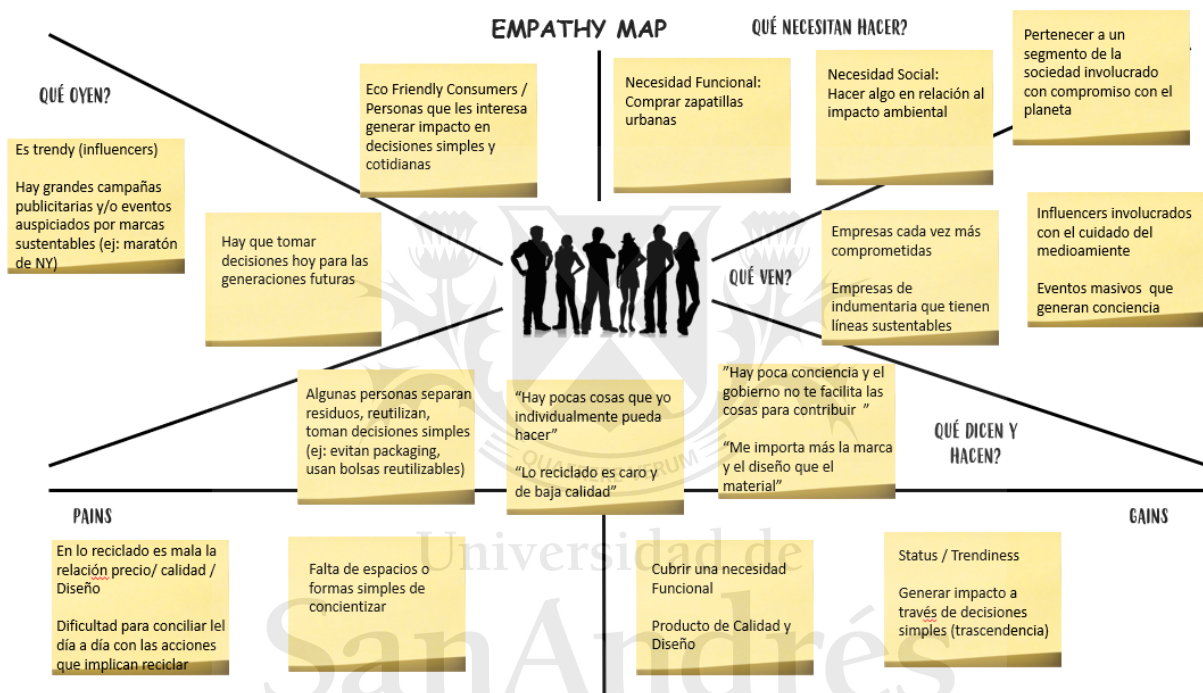 EMPATHY MAP
QUÉ NECESITAN HACER?
QUÉ OYEN?
Es trendy (influencers)
Hay grandes campañas
publicitarias y/o eventos
auspiciados por marcas
sustentables (ej: maratón
de NY)
Hay que tomar
decisiones hoy para las
generaciones futuras
Eco Friendly Consumers /
Personas que les interesa
generar impacto en
decisiones simples y
cotidianas
Necesidad Funcional:
Comprar zapatillas
urbanas
Necesidad Social:
Hacer algo en relación al
impacto ambiental
Pertenecer a un
segmento de la
sociedad involucrado
con compromiso con el
planeta
QUÉ VEN?
Empresas cada vez más
comprometidas
Empresas de
indumentaria que tienen
líneas sustentables
Influencers involucrados
con el cuidado del
medioamiente
Eventos masivos que
generan conciencia
Algunas personas separan
residuos, reutilizan,
toman decisiones simples
(ej: evitan packaging,
usan bolsas reutilizables)
“Hay pocas cosas que yo
individualmente pueda
hacer”
“Lo reciclado es caro y
de baja calidad”
”Hay poca conciencia y el
gobierno no te facilita las
cosas para contribuir ”
“Me importa más la marca
y el diseño que el
material”
QUÉ DICEN Y
HACEN?
PAINS
En lo reciclado es mala la
relación precio/ calidad /
Diseño
Dificultad para conciliar lel
día a día con las acciones
que implican reciclar
Falta de espacios o
formas simples de
concientizar
GAINS
Cubrir una necesidad
Funcional
Producto de Calidad y
Diseño
Status / Trendiness
Generar impacto a
través de decisiones
simples (trascendencia)
QUAERERE VERUM
Universidad de
SanAndrés